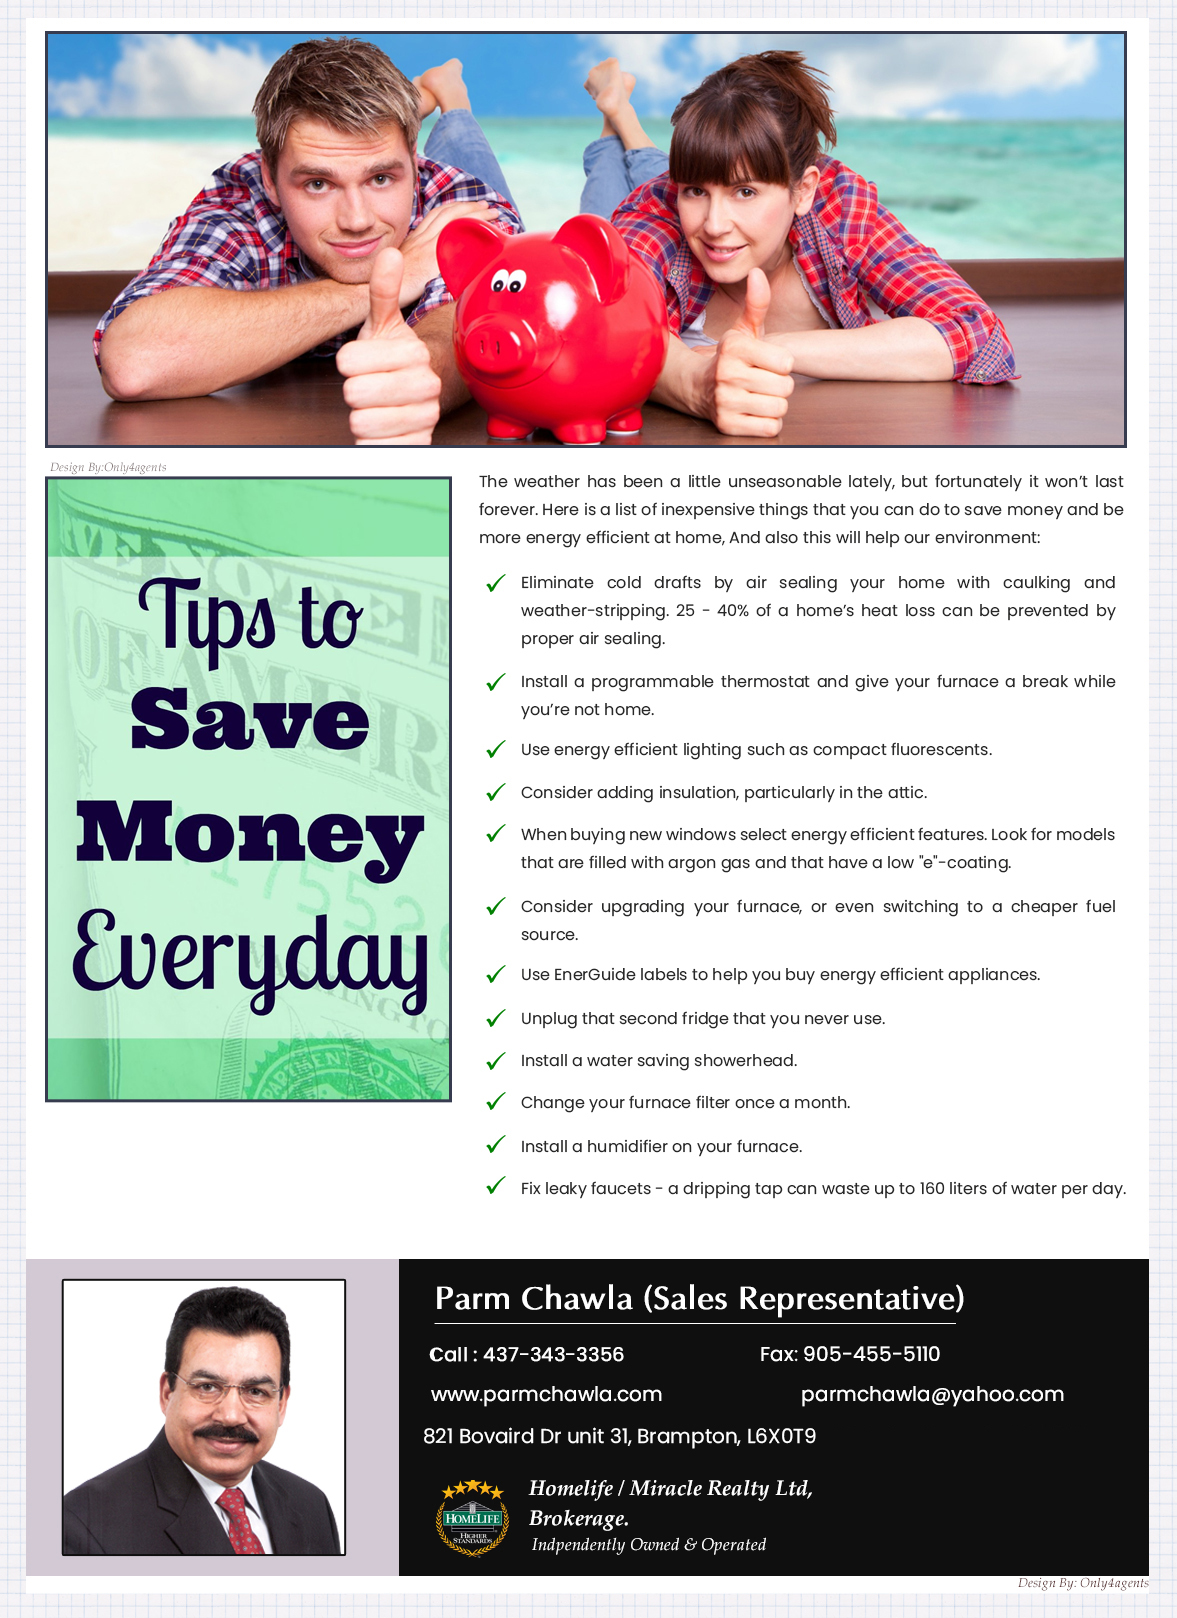 Design By:Only4agents
Tips to
Save
Money
Everyday
The weather has been a little unseasonable lately, but fortunately it won’t last
forever. Here is a list of inexpensive things that you can do to save money and be
more energy efficient at home, And also this will help our environment:
Eliminate cold drafts by air sealing your home with caulking and
weather-stripping. 25 - 40% of a home’s heat loss can be prevented by
proper air sealing.
Install a programmable thermostat and give your furnace a break while
you’re not home.
Use energy efficient lighting such as compact fluorescents.
Consider adding insulation, particularly in the attic.
When buying new windows select energy efficient features. Look for models
that are filled with argon gas and that have a low "e"-coating.
Consider upgrading your furnace, or even switching to a cheaper fuel
source.
Use EnerGuide labels to help you buy energy efficient appliances.
Unplug that second fridge that you never use.
Install a water saving showerhead.
Change your furnace filter once a month.
Install a humidifier on your furnace.
Fix leaky faucets - a dripping tap can waste up to 160 liters of water per day.
Parm Chawla (Sales Representative)
Call : 437-343-3356 Fax: 905-455-5110
www.parmchawla.com parmchawla@yahoo.com
821 Bovaird Dr unit 31, Brampton, L6X0T9
Homelife / Miracle Realty Ltd,
Brokerage.
Indpendently Owned & Operated
HOMELIFE
HIGHER
STANDARDS
Design By: Only4agents